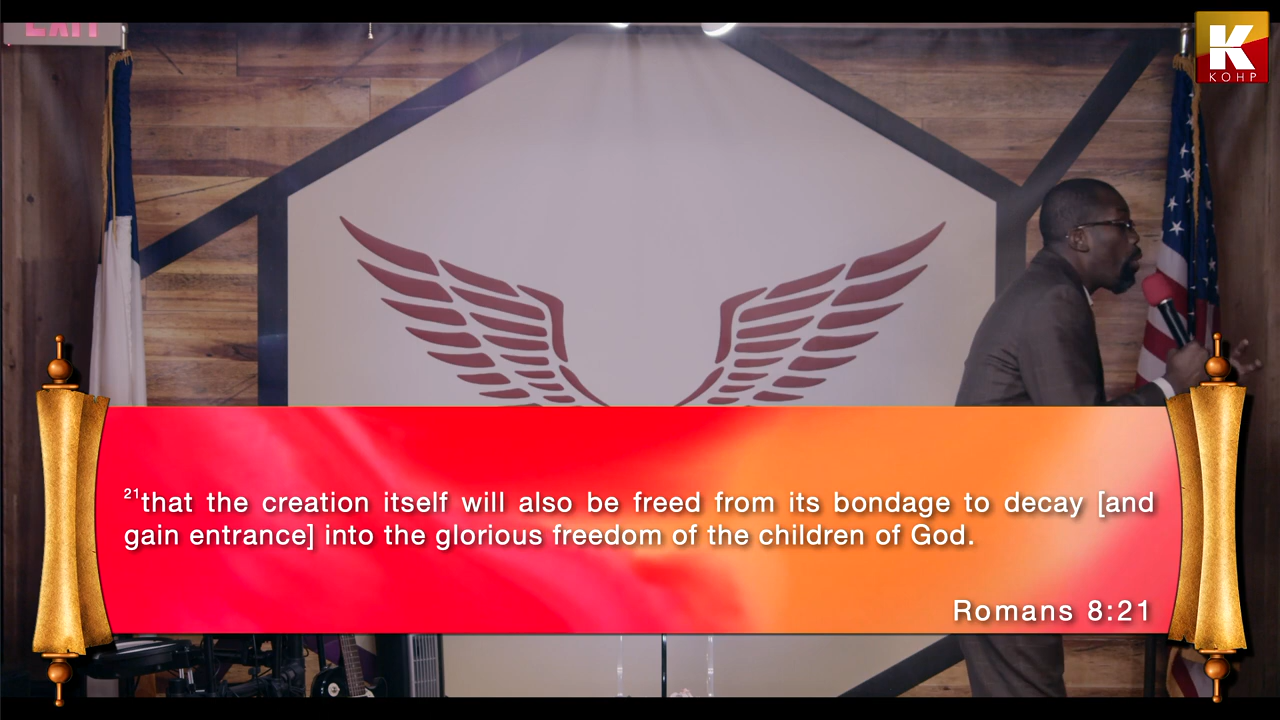 EXIT
K
KOHP
²¹that the creation itself will also be freed from its bondage to decay [and
gain entrance] into the glorious freedom of the children of God.
Romans 8:21